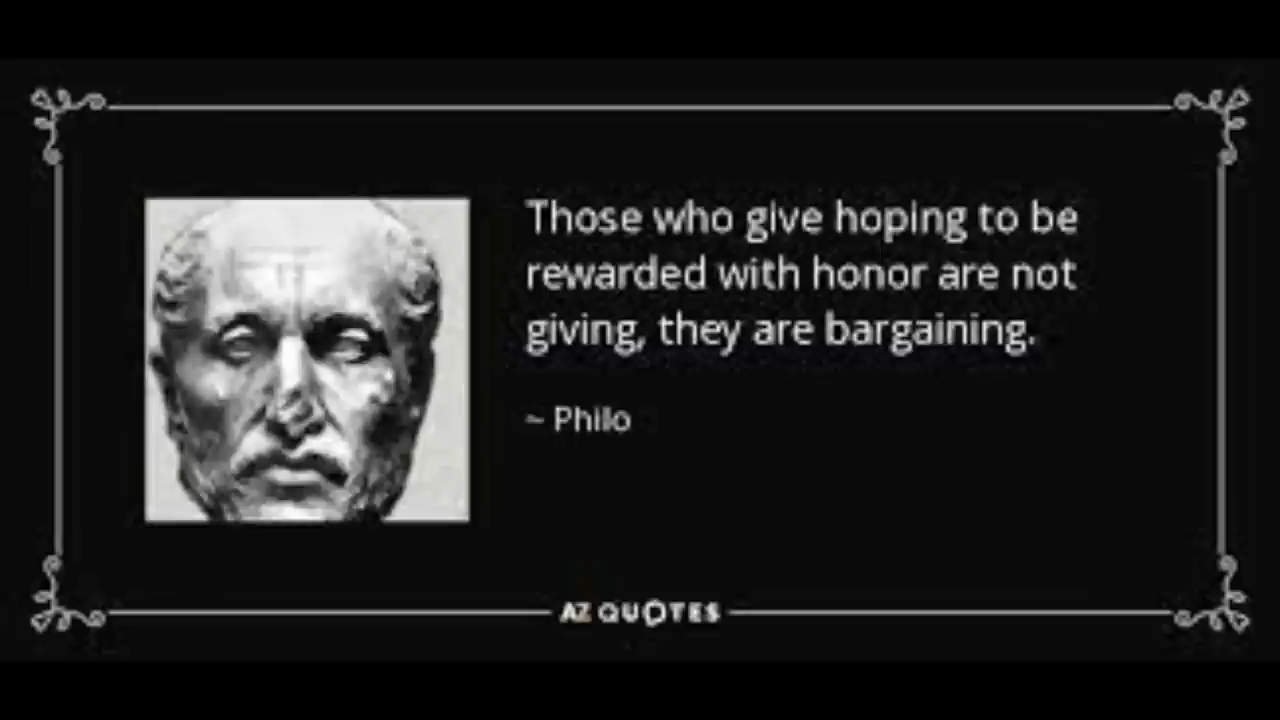 Those who give hoping to be
rewarded with honor are not
giving, they are bargaining.
~ Philo
AZ QUOTES